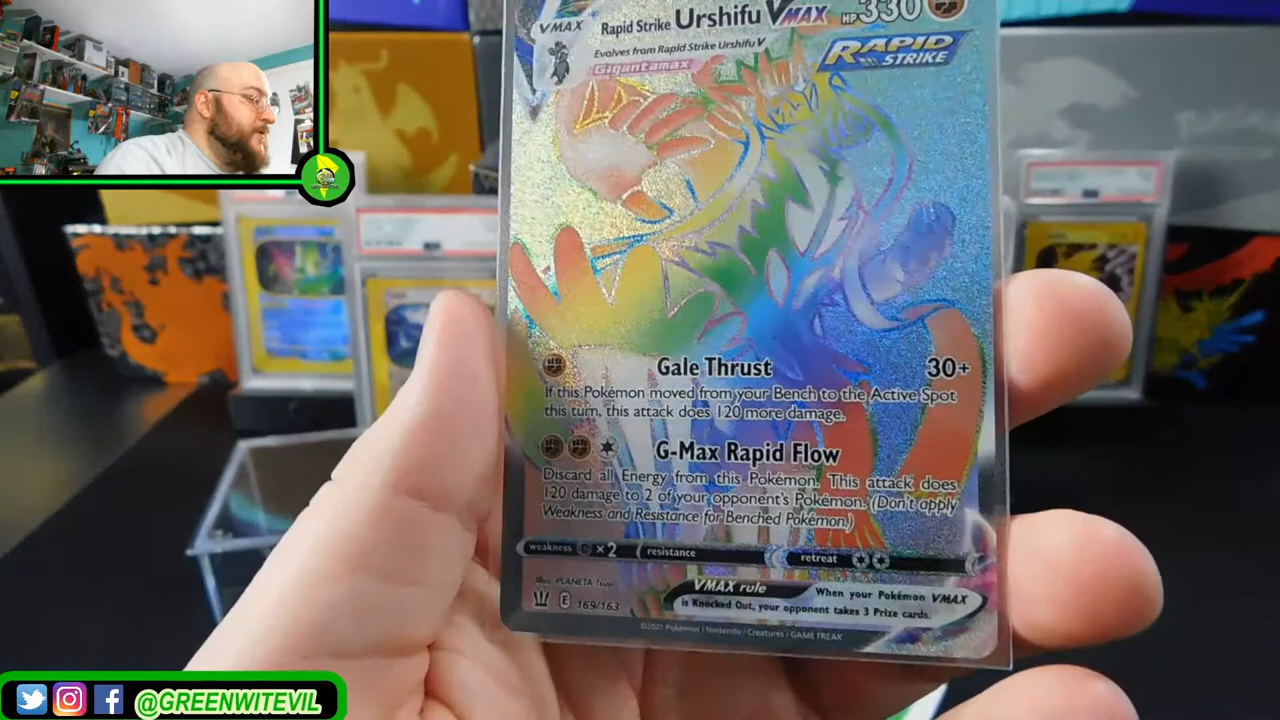 VMAX Rapid Strike Urshifu VMAX HP 330
Evolves from Rapid Strike Urshifu V
Gigantamax
RAPID
STRIKE
Gale Thrust 30+
If this Pokémon moved from your Bench to the Active Spot
this turn, this attack does 120 more damage.
G-Max Rapid Flow
Discard all Energy from this Pokémon. This attack does
120 damage to 2 of your opponent's Pokémon. (Don't apply
Weakness and Resistance for Benched Pokémon.)
weakness ×2 resistance retreat
Illus. PLANETA Tsuji
E 169/163
VMAX rule When your Pokémon VMAX
is Knocked Out, your opponent takes 3 Prize cards.
©2021 Pokémon / Nintendo / Creatures / GAME FREAK
@GREENWITEVIL